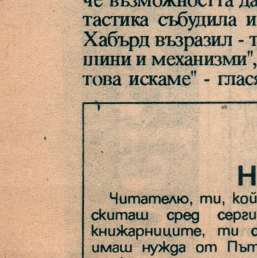 че възможността да
тастика събудила и
Хабърд възразил - т
шини и механизми",
това искаме" - глася
Н
Читателю, ти, кой
скиташ сред серги
книжарниците, ти с
имаш нужда от Път